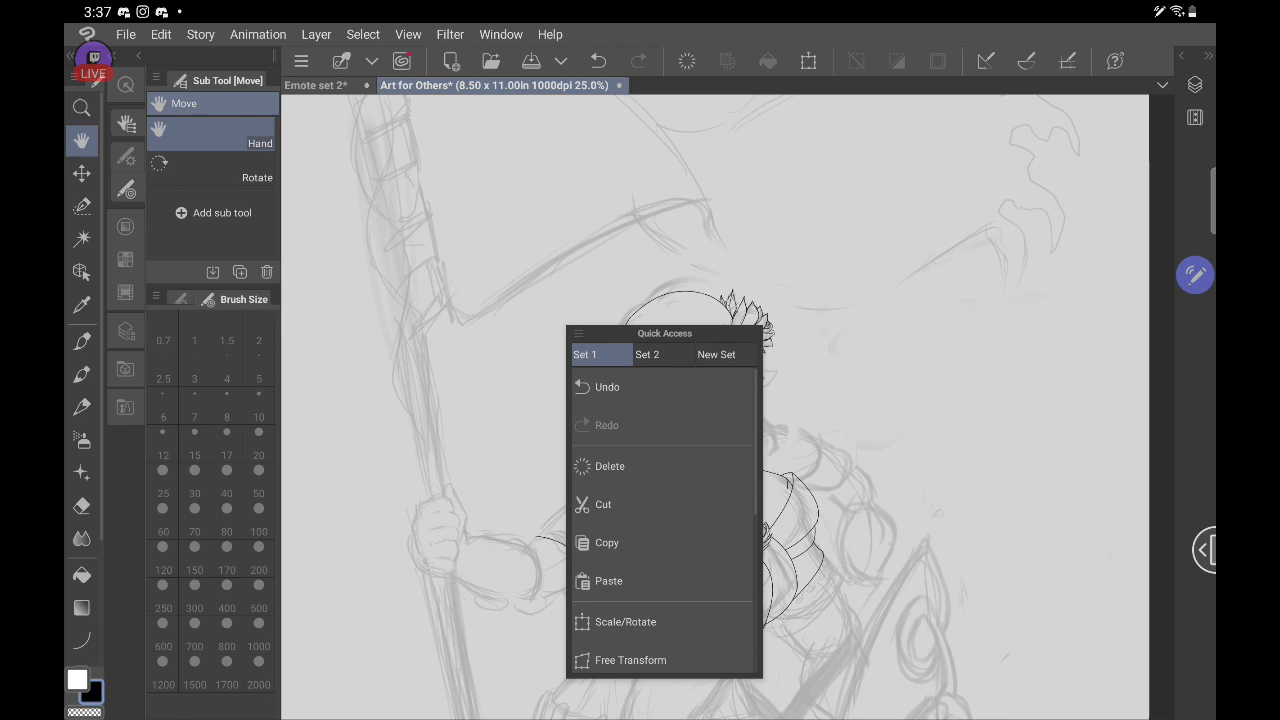 3:37
File Edit Story Animation Layer Select View Filter Window Help
LIVE
Sub Tool [Move]
Emote set 2*
Art for Others* (8.50 x 11.00in 1000dpi 25.0%)
Move
Hand
Rotate
Add sub tool
Brush Size
0.7 1 1.5 2
2.5 3 4 5
6 7 8 10
12 15 17 20
25 30 40 50
60 70 80 100
120 150 170 200
250 300 400 500
600 700 800 1000
1200 1500 1700 2000
Quick Access
Set 1 Set 2 New Set
Undo
Redo
Delete
Cut
Copy
Paste
Scale/Rotate
Free Transform